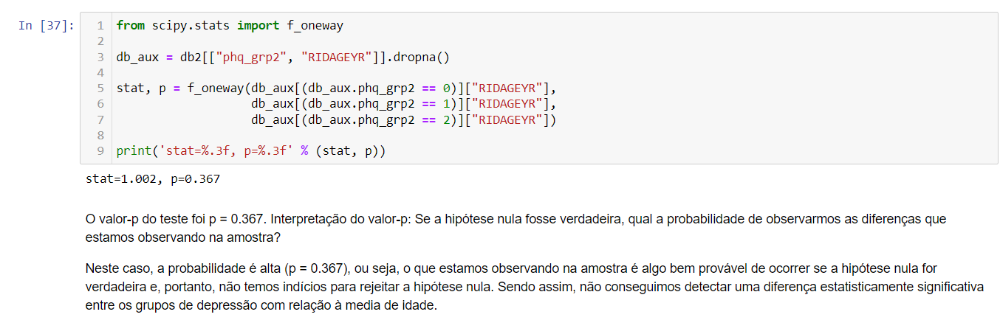 In [37]:
1 from scipy.stats import f_oneway
2
3 db_aux = db2[["phq_grp2", "RIDAGEYR"]].dropna()
4
5 stat, p = f_oneway(db_aux[(db_aux.phq_grp2 == 0)]["RIDAGEYR"],
6                    db_aux[(db_aux.phq_grp2 == 1)]["RIDAGEYR"],
7                    db_aux[(db_aux.phq_grp2 == 2)]["RIDAGEYR"])
8
9 print('stat=%.3f, p=%.3f' % (stat, p))
stat=1.002, p=0.367
O valor-p do teste foi p = 0.367. Interpretação do valor-p: Se a hipótese nula fosse verdadeira, qual a probabilidade de observarmos as diferenças que
estamos observando na amostra?
Neste caso, a probabilidade é alta (p = 0.367), ou seja, o que estamos observando na amostra é algo bem provável de ocorrer se a hipótese nula for
verdadeira e, portanto, não temos indícios para rejeitar a hipótese nula. Sendo assim, não conseguimos detectar uma diferença estatisticamente significativa
entre os grupos de depressão com relação à media de idade.